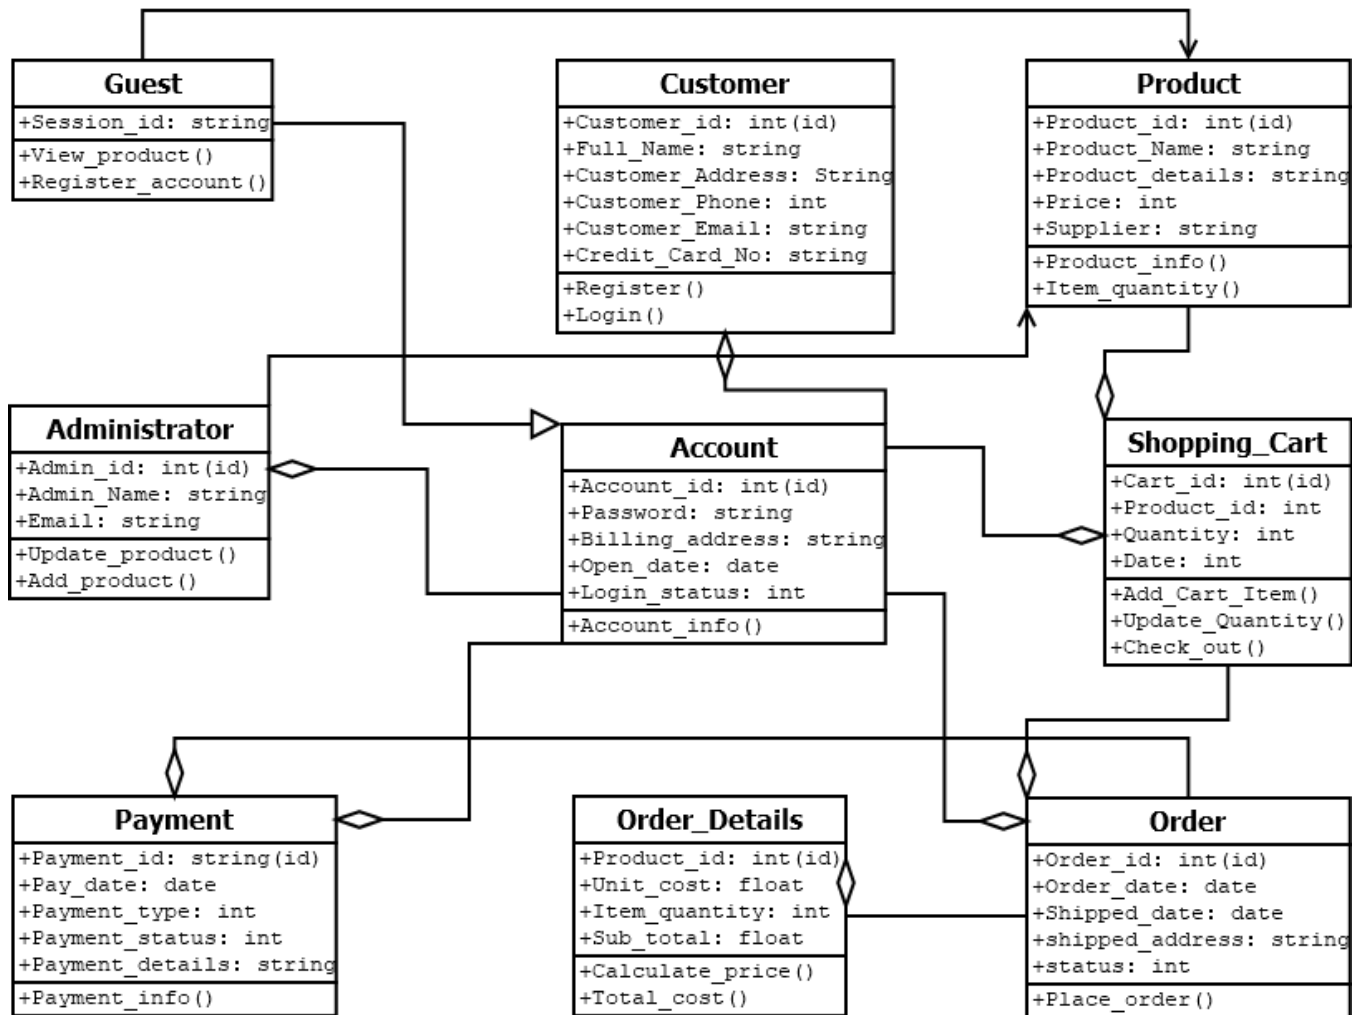 Guest
+Session_id: string
+View_product()
+Register_account()
Customer
+Customer_id: int(id)
+Full_Name: string
+Customer_Address: String
+Customer_Phone: int
+Customer_Email: string
+Credit_Card_No: string
+Register()
+Login()
Product
+Product_id: int(id)
+Product_Name: string
+Product_details: string
+Price: int
+Supplier: string
+Product_info()
+Item_quantity()
Administrator
+Admin_id: int(id)
+Admin_Name: string
+Email: string
+Update_product()
+Add_product()
Account
+Account_id: int(id)
+Password: string
+Billing_address: string
+Open_date: date
+Login_status: int
+Account_info()
Shopping_Cart
+Cart_id: int(id)
+Product_id: int
+Quantity: int
+Date: int
+Add_Cart_Item()
+Update_Quantity()
+Check_out()
Payment
+Payment_id: string(id)
+Pay_date: date
+Payment_type: int
+Payment_status: int
+Payment_details: string
+Payment_info()
Order_Details
+Product_id: int(id)
+Unit_cost: float
+Item_quantity: int
+Sub_total: float
+Calculate_price()
+Total_cost()
Order
+Order_id: int(id)
+Order_date: date
+Shipped_date: date
+shipped_address: string
+status: int
+Place_order()